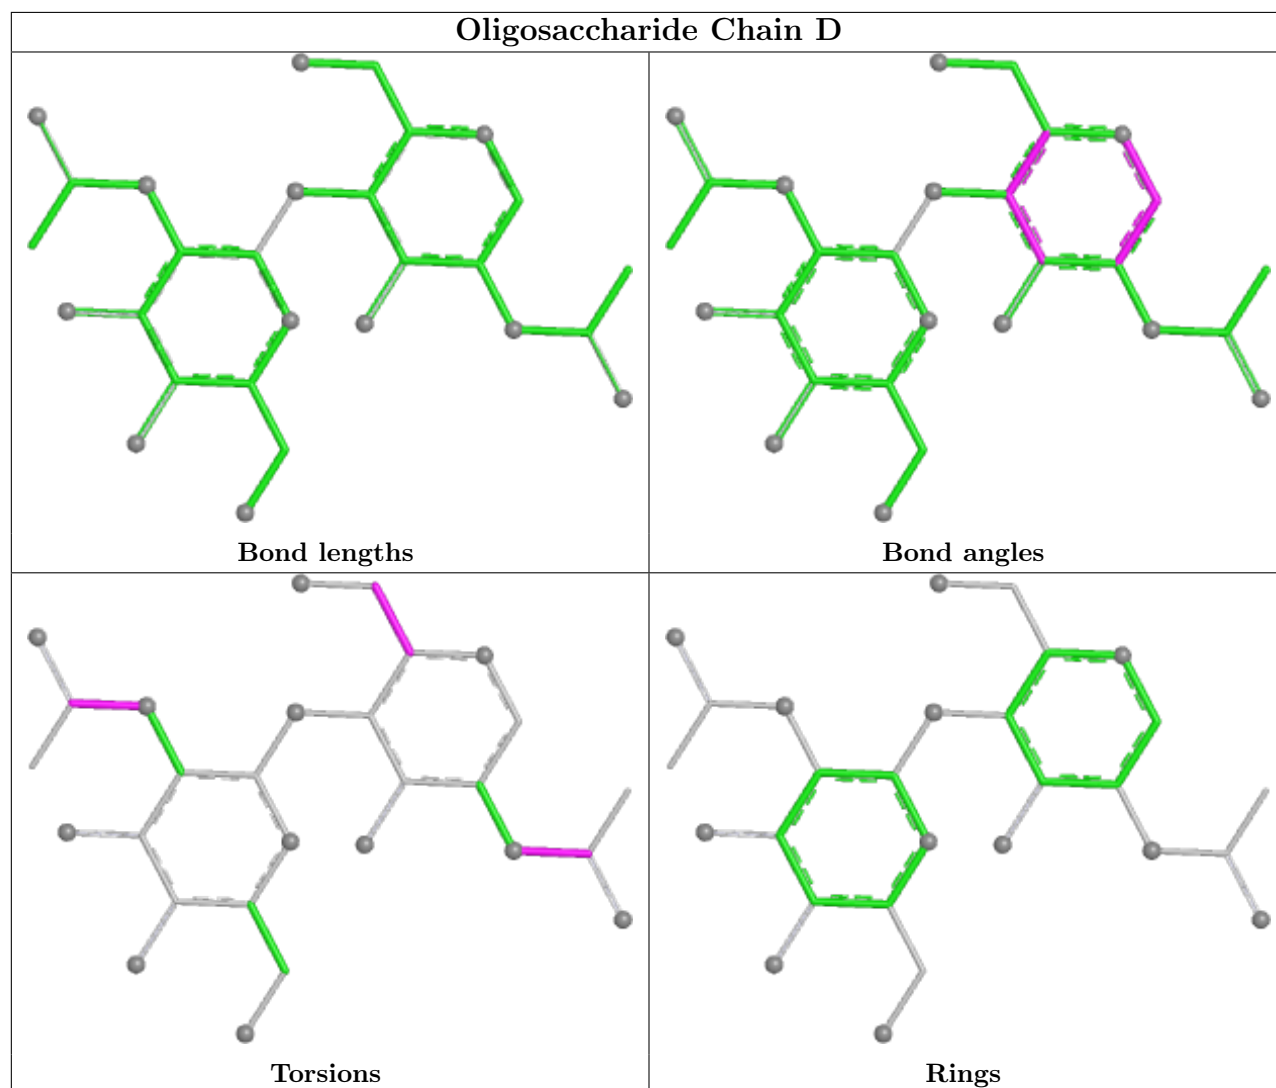 Oligosaccharide Chain D
Bond lengths
Bond angles
Torsions
Rings